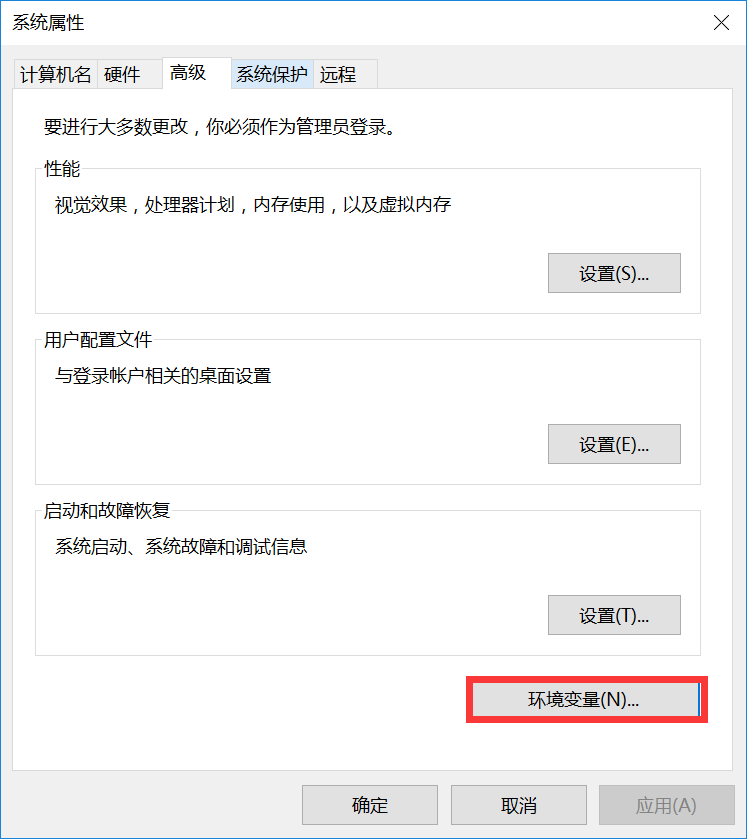 系统属性
计算机名 硬件 高级 系统保护 远程
要进行大多数更改，你必须作为管理员登录。
性能
视觉效果，处理器计划，内存使用，以及虚拟内存
设置(S)...
用户配置文件
与登录帐户相关的桌面设置
设置(E)...
启动和故障恢复
系统启动、系统故障和调试信息
设置(T)...
环境变量(N)...
确定 取消 应用(A)